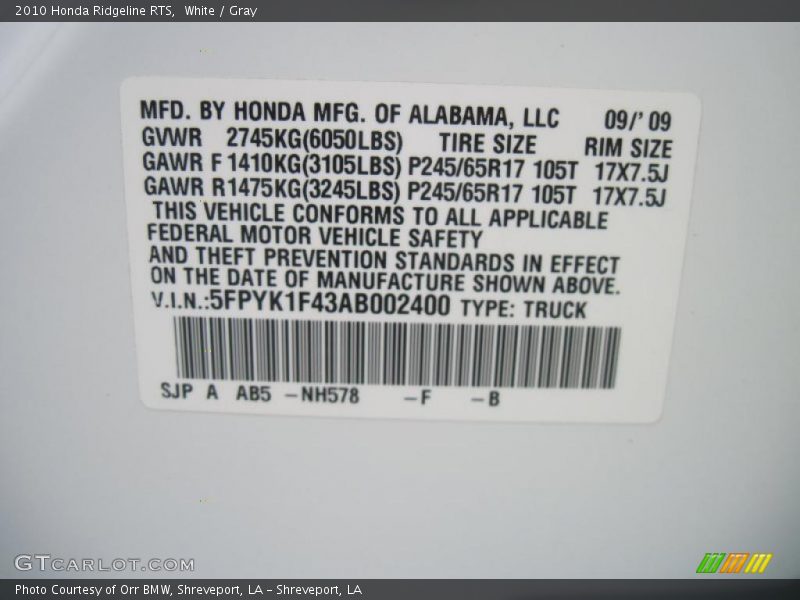 2010 Honda Ridgeline RTS, White / Gray
MFD. BY HONDA MFG. OF ALABAMA, LLC 09/' 09
GVWR 2745KG(6050LBS) TIRE SIZE RIM SIZE
GAWR F 1410KG(3105LBS) P245/65R17 105T 17X7.5J
GAWR R 1475KG(3245LBS) P245/65R17 105T 17X7.5J
THIS VEHICLE CONFORMS TO ALL APPLICABLE
FEDERAL MOTOR VEHICLE SAFETY
AND THEFT PREVENTION STANDARDS IN EFFECT
ON THE DATE OF MANUFACTURE SHOWN ABOVE.
V.I.N.:5FPYK1F43AB002400 TYPE: TRUCK
SJP A AB5 –NH578 –F –B
GTCARLOT.COM
Photo Courtesy of Orr BMW, Shreveport, LA – Shreveport, LA